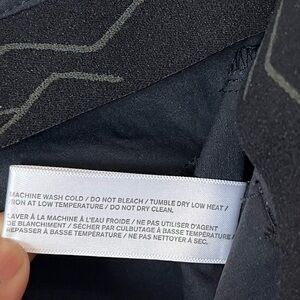 MACHINE WASH COLD / DO NOT BLEACH / TUMBLE DRY LOW HEAT /
IRON AT LOW TEMPERATURE / DO NOT DRY CLEAN.
LAVER À LA MACHINE À L'EAU FROIDE / NE PAS UTILISER D'AGENT
DE BLANCHIMENT / SÉCHER PAR CULBUTAGE À BASSE TEMPÉRATURE /
REPASSER À BASSE TEMPÉRATURE / NE PAS NETTOYER À SEC.